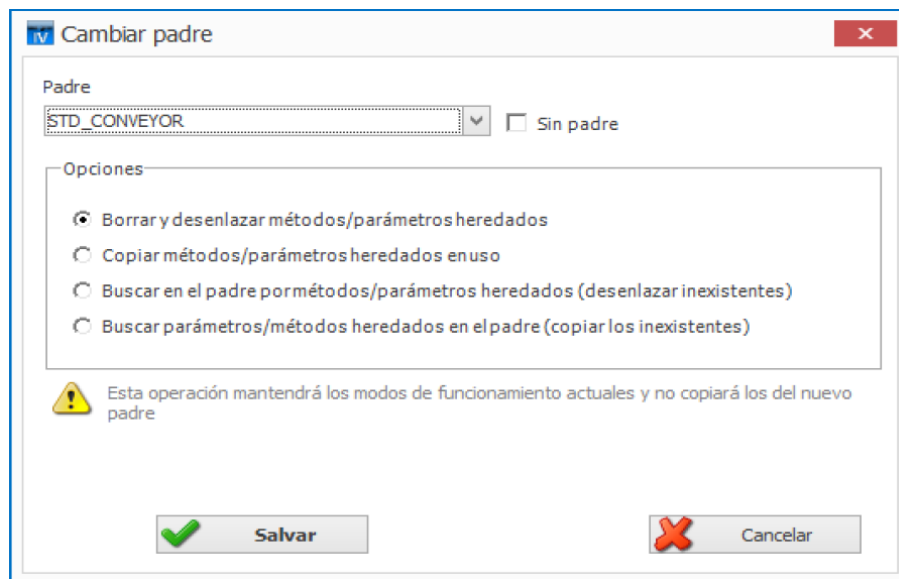 IV Cambiar padre
Padre
STD_CONVEYOR
Sin padre
Opciones
Borrar y desenlazar métodos/parámetros heredados
Copiar métodos/parámetros heredados en uso
Buscar en el padre por métodos/parámetros heredados (desenlazar inexistentes)
Buscar parámetros/métodos heredados en el padre (copiar los inexistentes)
Esta operación mantendrá los modos de funcionamiento actuales y no copiará los del nuevo
padre
Salvar
Cancelar